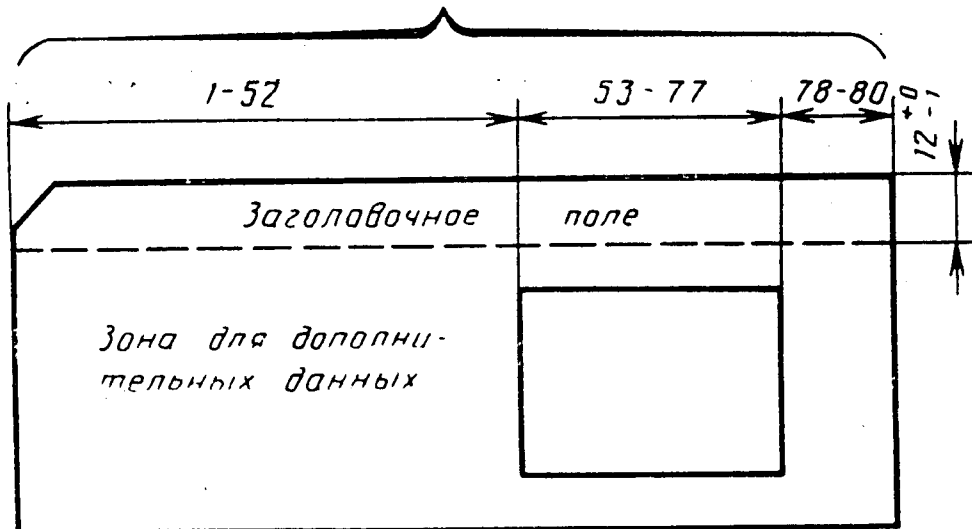 1-52 53-77 78-80
12 +0 -1
Заголовочное поле
Зона для дополни-
тельных данных